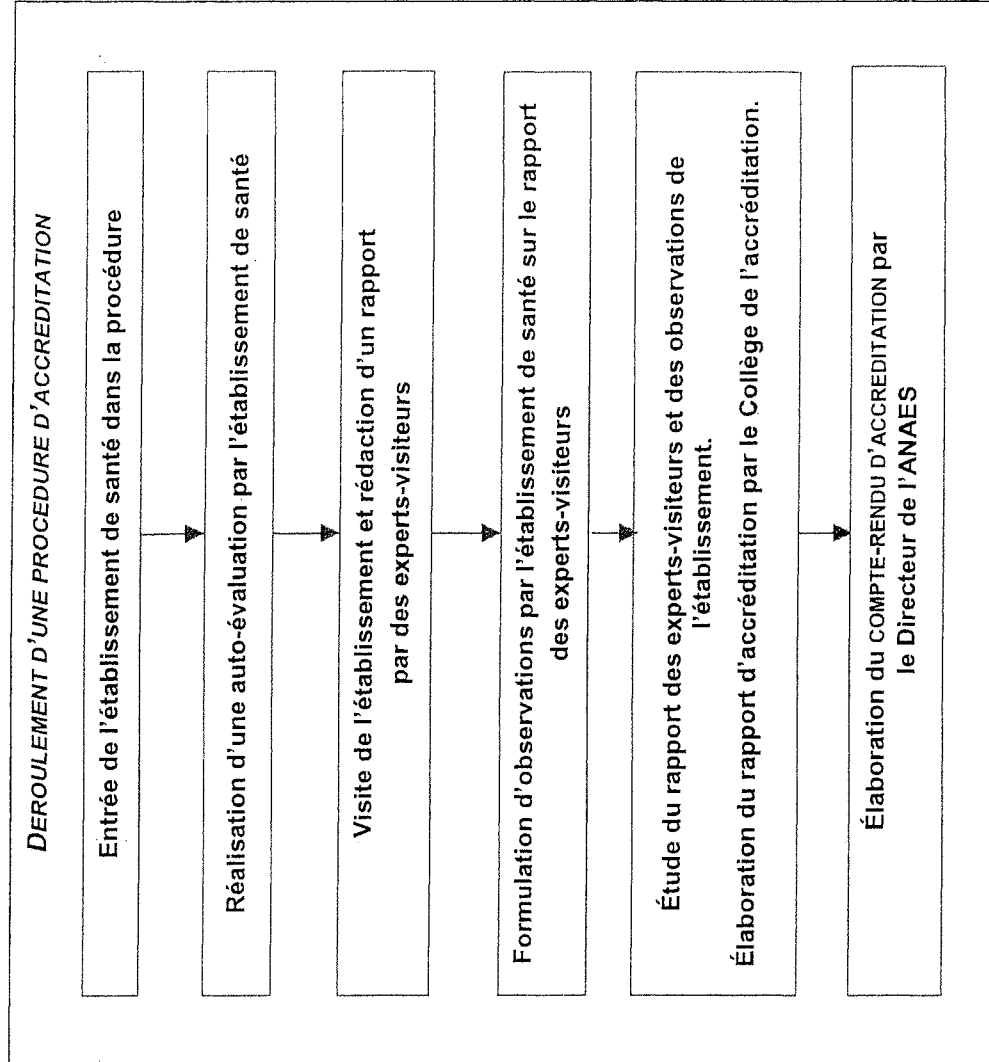 DEROULEMENT D'UNE PROCEDURE D'ACCREDITATION
Entrée de l'établissement de santé dans la procédure
Réalisation d'une auto-évaluation par l'établissement de santé
Visite de l'établissement et rédaction d'un rapport
par des experts-visiteurs
Formulation d'observations par l'établissement de santé sur le rapport
des experts-visiteurs
Étude du rapport des experts-visiteurs et des observations de
l'établissement.
Élaboration du rapport d'accréditation par le Collège de l'accréditation.
Élaboration du COMPTE-RENDU D'ACCREDITATION par
le Directeur de l'ANAES